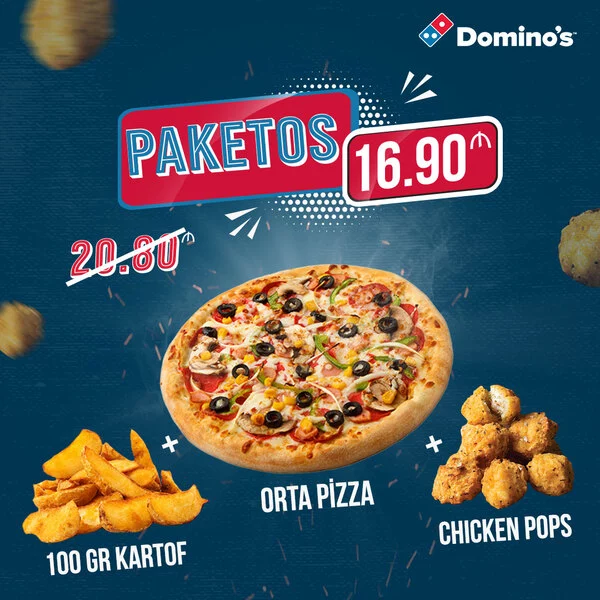 Domino's
PAKETOS
16.90₼
20.80₼
ORTA PİZZA
100 GR KARTOF
CHICKEN POPS